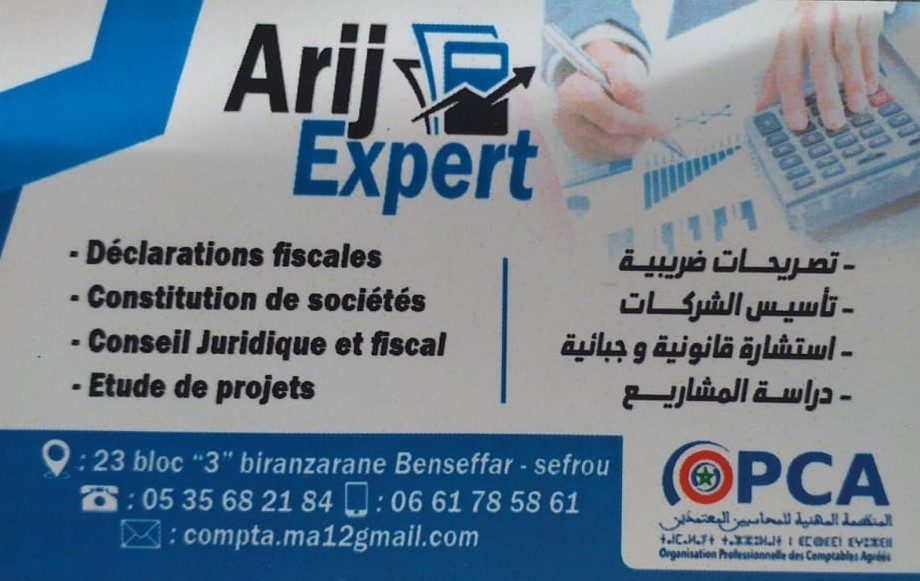 Arij
Expert
- Déclarations fiscales
- Constitution de sociétés
- Conseil Juridique et fiscal
- Etude de projets
- تصريحات ضريبية
- تأسيس الشركات
- استشارة قانونية و جبائية
- دراسة المشاريع
: 23 bloc “3” biranzarane Benseffar - sefrou
: 05 35 68 21 84 : 06 61 78 58 61
: compta.ma12gmail.com
OPCA
المنظمة المهنية للمحاسبين المعتمدين
Organisation Professionnelle des Comptables Agréés